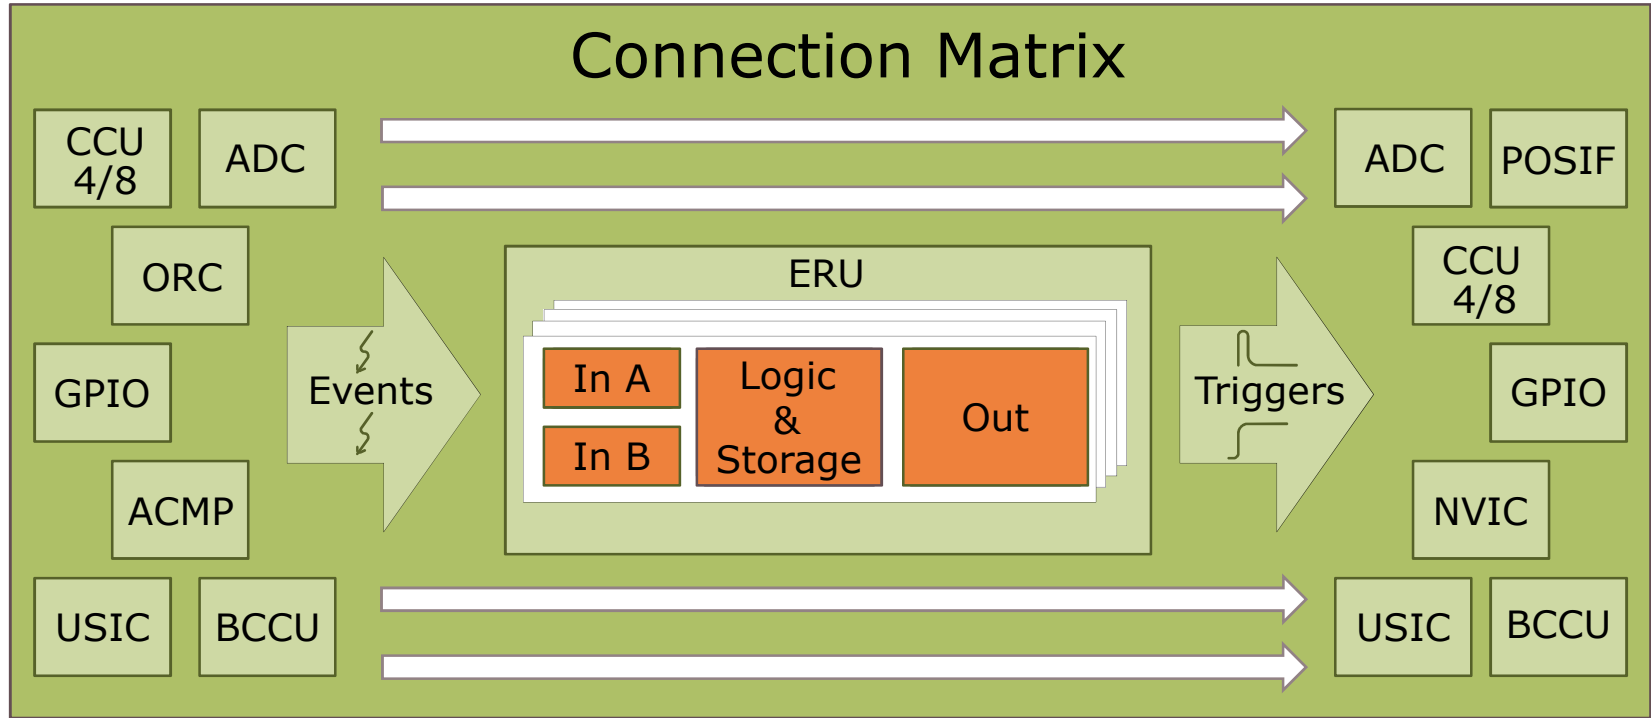 Connection Matrix
CCU
4/8
ADC
ORC
GPIO
ACMP
USIC
BCCU
Events
ERU
In A
In B
Logic
&
Storage
Out
Triggers
ADC
POSIF
CCU
4/8
GPIO
NVIC
USIC
BCCU